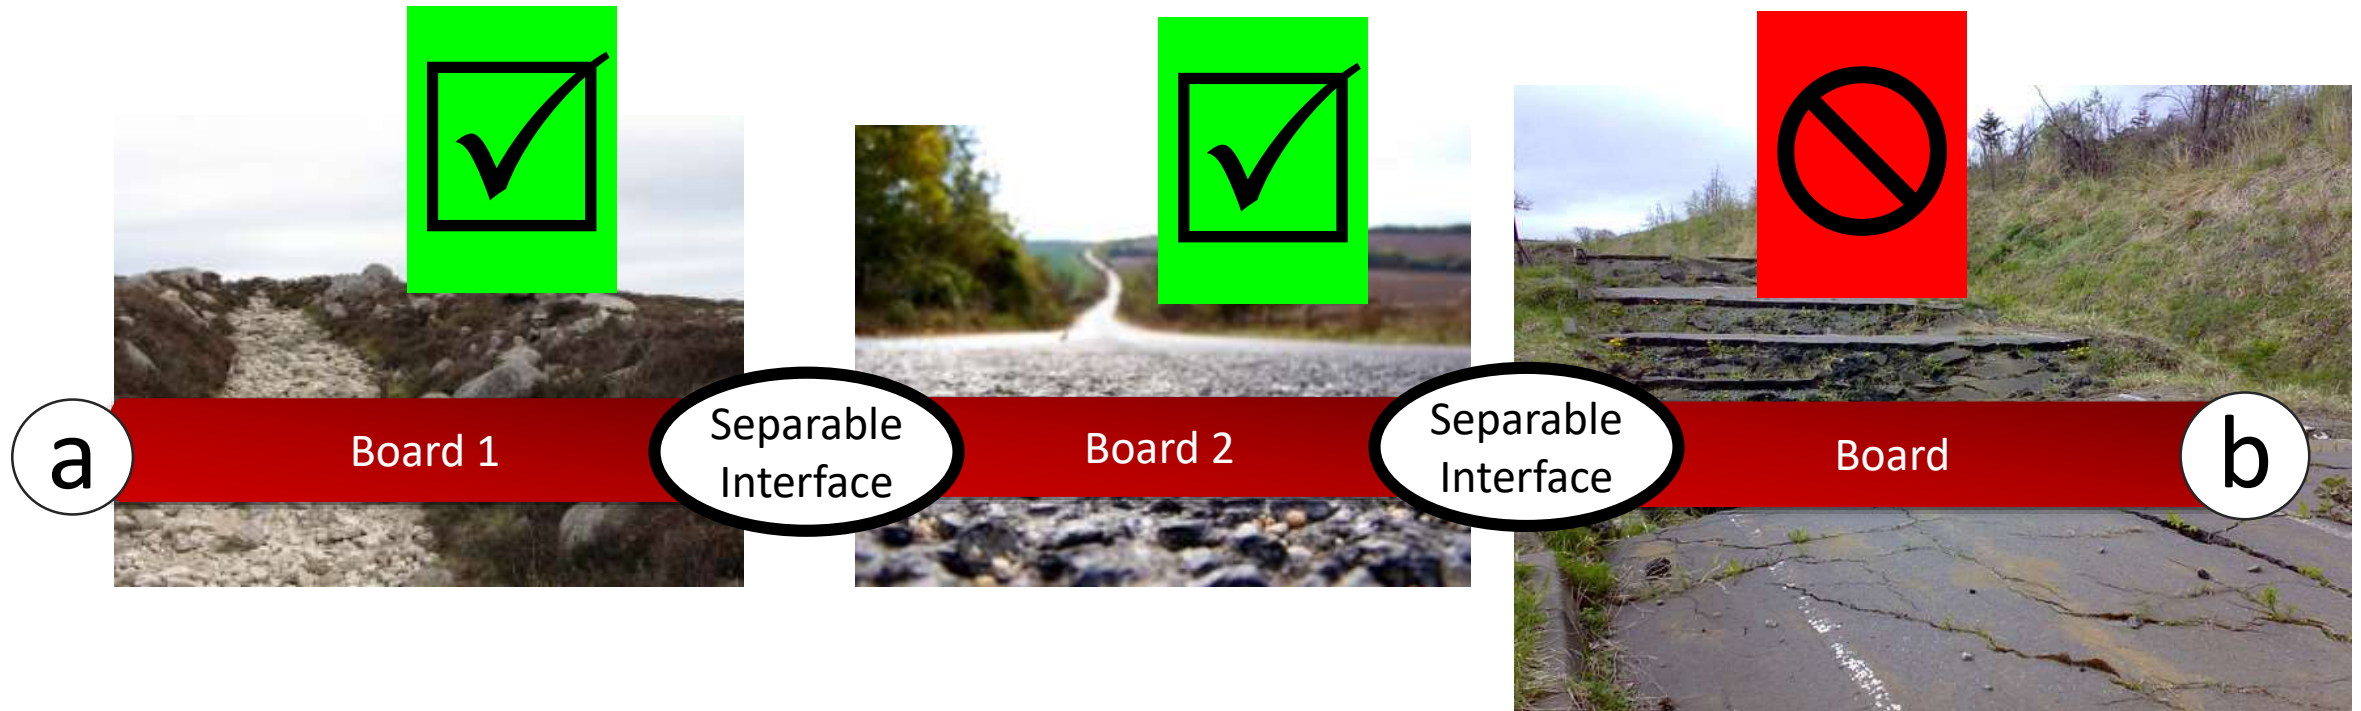 a
Board 1
Separable
Interface
Board 2
Separable
Interface
Board
b